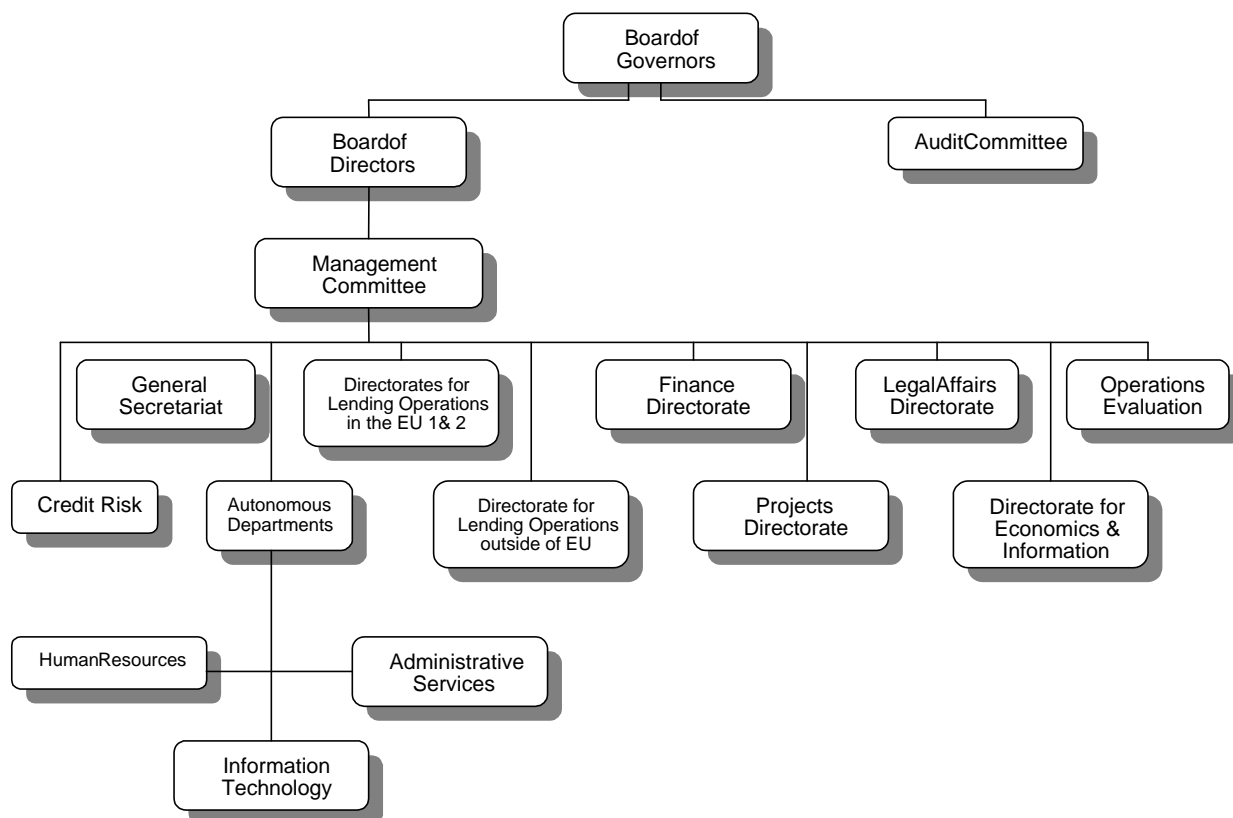 Boardof
Governors
Boardof
Directors
AuditCommittee
Management
Committee
General
Secretariat
Directorates for
Lending Operations
in the EU 1& 2
Finance
Directorate
LegalAffairs
Directorate
Operations
Evaluation
Credit Risk
Autonomous
Departments
Directorate for
Lending Operations
outside of EU
Projects
Directorate
Directorate for
Economics &
Information
HumanResources
Administrative
Services
Information
Technology